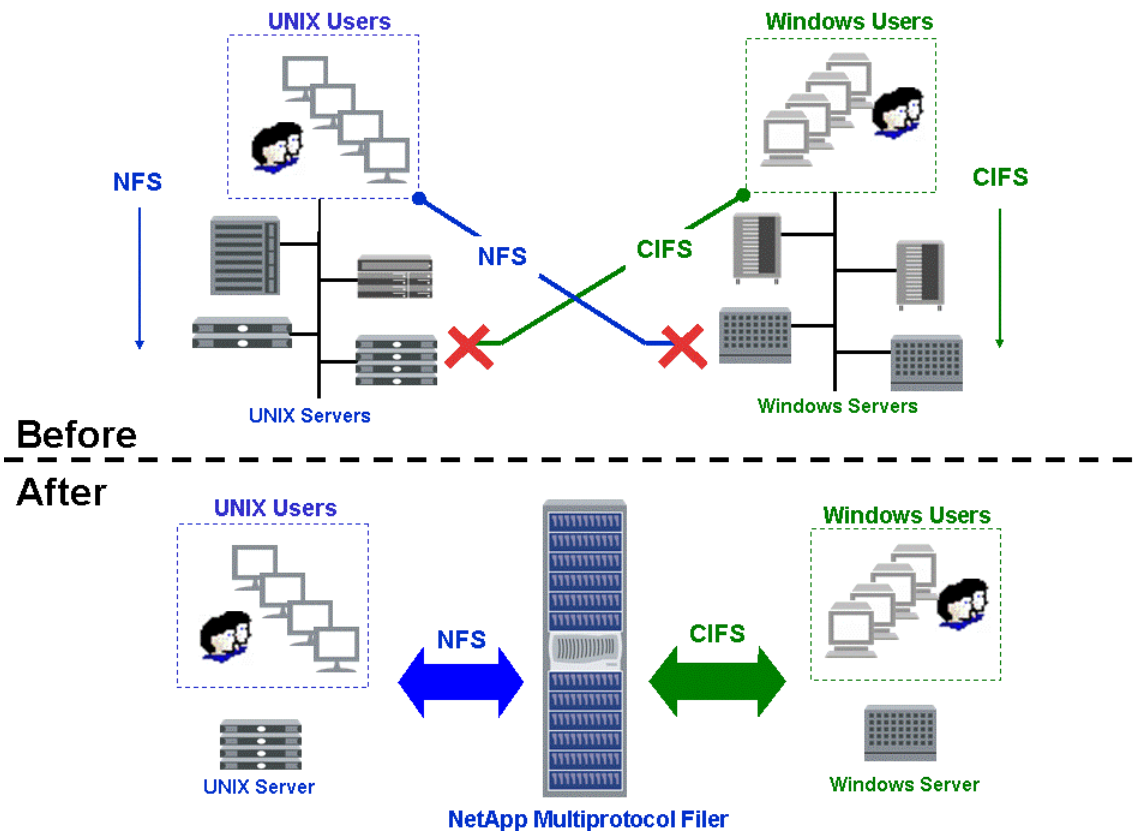 UNIX Users
Windows Users
NFS
CIFS
NFS
CIFS
UNIX Servers
Windows Servers
Before
After
UNIX Users
Windows Users
NFS
CIFS
UNIX Server
Windows Server
NetApp Multiprotocol Filer